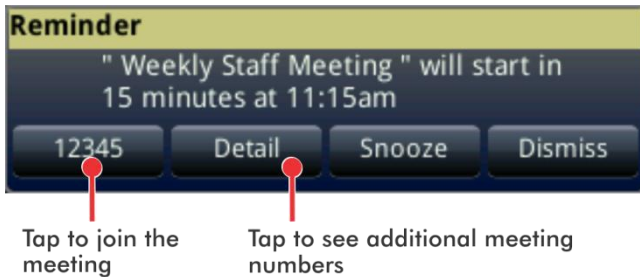 Reminder
" Weekly Staff Meeting " will start in
15 minutes at 11:15am
12345 Detail Snooze Dismiss
Tap to join the meeting
Tap to see additional meeting numbers